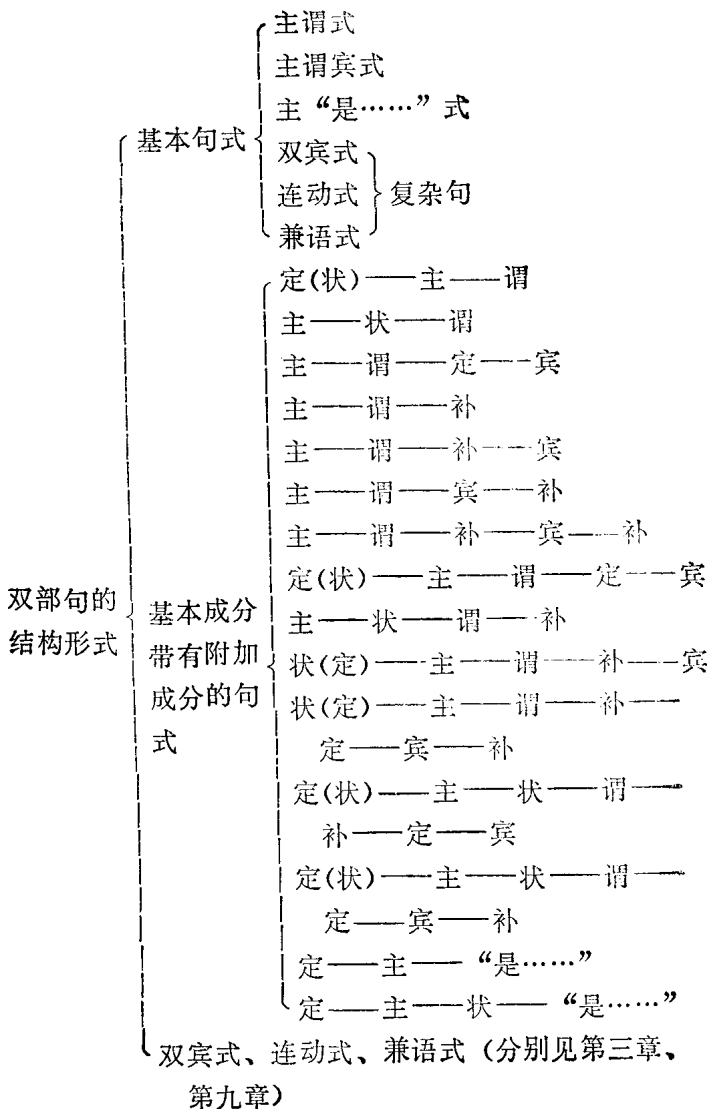 主谓式
主谓宾式
主“是……”式
基本句式
双宾式
连动式
复杂句
兼语式
定(状)——主——谓
主——状——谓
主——谓——定——宾
主——谓——补
主——谓——补——宾
主——谓——宾——补
主——谓——补——宾——补
定(状)——主——谓——定——宾
双部句的
结构形式
基本成分
带有附加
成分的句
式
主——状——谓——补
状(定)——主——谓——补——宾
状(定)——主——谓——补——
定——宾——补
定(状)——主——状——谓——
补——定——宾
定(状)——主——状——谓——
定——宾——补
定——主——“是……”
定——主——状——“是……”
双宾式、连动式、兼语式(分别见第三章、
第九章)